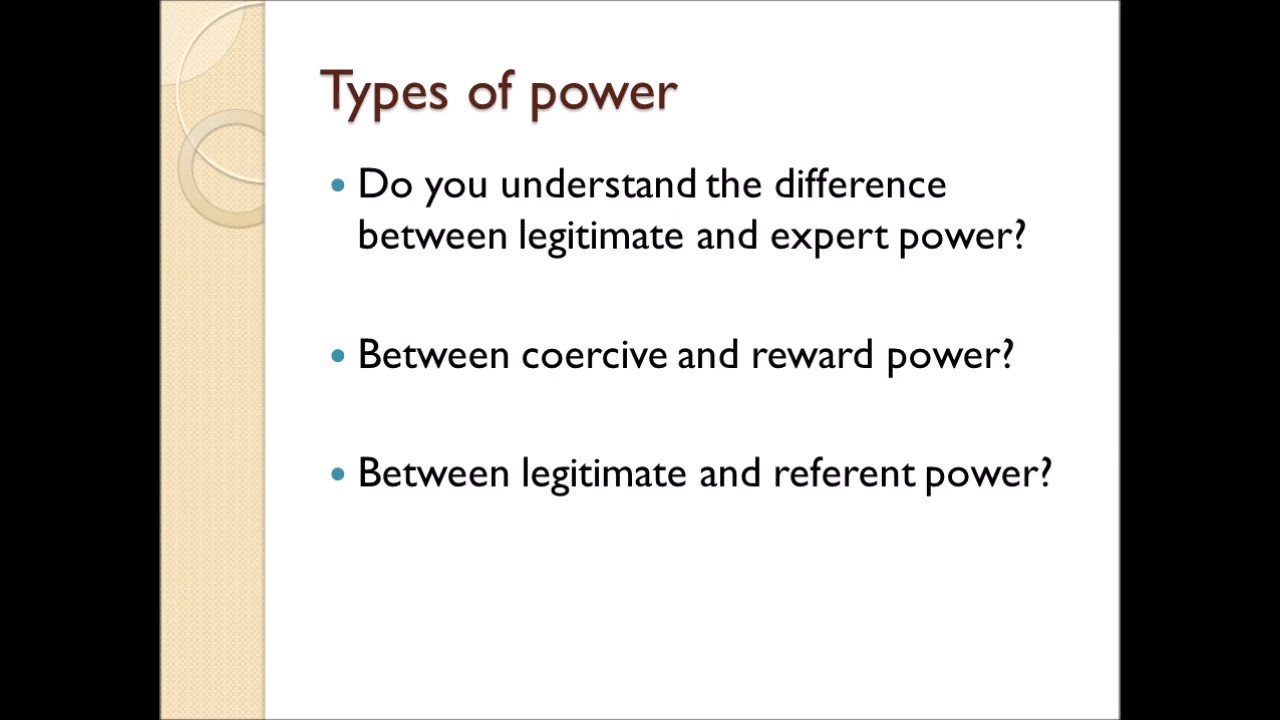 Types of power
• Do you understand the difference
between legitimate and expert power?
• Between coercive and reward power?
• Between legitimate and referent power?